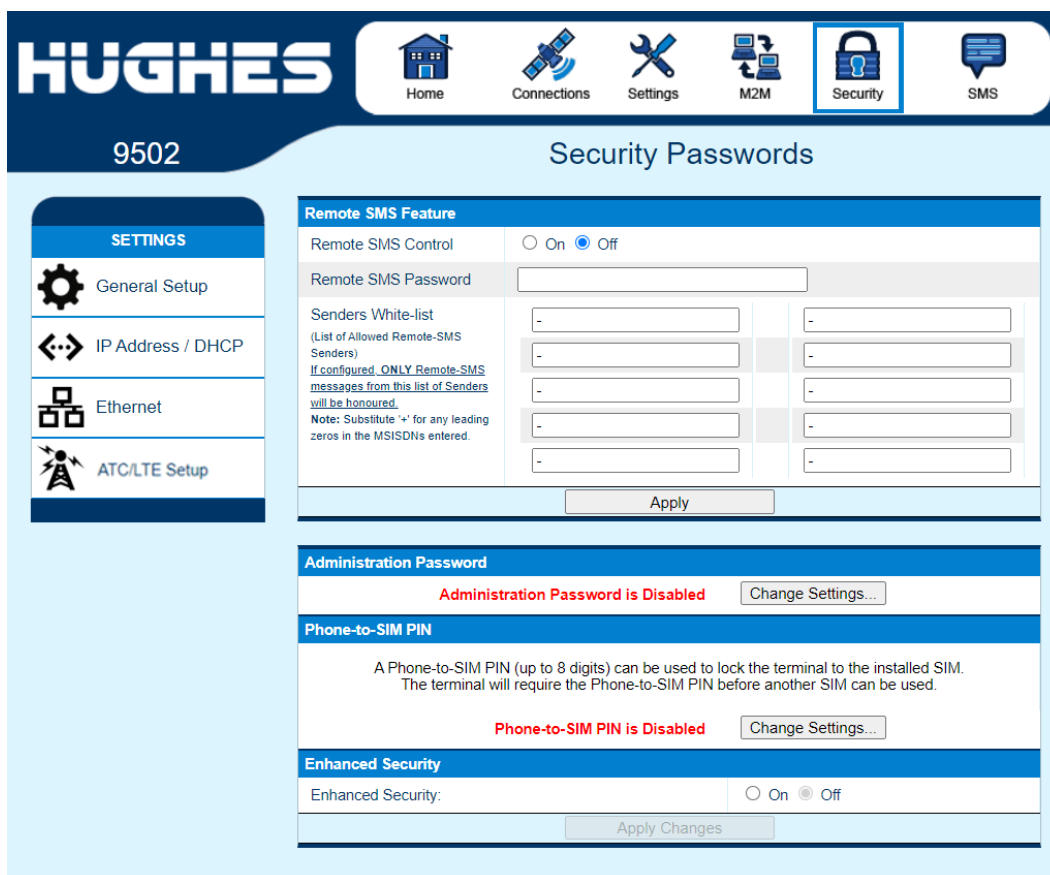 HUGHES
Home
Connections
Settings
M2M
Security
SMS
9502
Security Passwords
SETTINGS
General Setup
IP Address / DHCP
Ethernet
ATC/LTE Setup
Remote SMS Feature
Remote SMS Control
On Off
Remote SMS Password
Senders White-list
(List of Allowed Remote-SMS
Senders)
If configured, ONLY Remote-SMS
messages from this list of Senders
will be honoured.
Note: Substitute '+' for any leading
zeros in the MSISDNs entered.
- -
- -
- -
- -
- -
Apply
Administration Password
Administration Password is Disabled Change Settings...
Phone-to-SIM PIN
A Phone-to-SIM PIN (up to 8 digits) can be used to lock the terminal to the installed SIM.
The terminal will require the Phone-to-SIM PIN before another SIM can be used.
Phone-to-SIM PIN is Disabled Change Settings...
Enhanced Security
Enhanced Security: On Off
Apply Changes